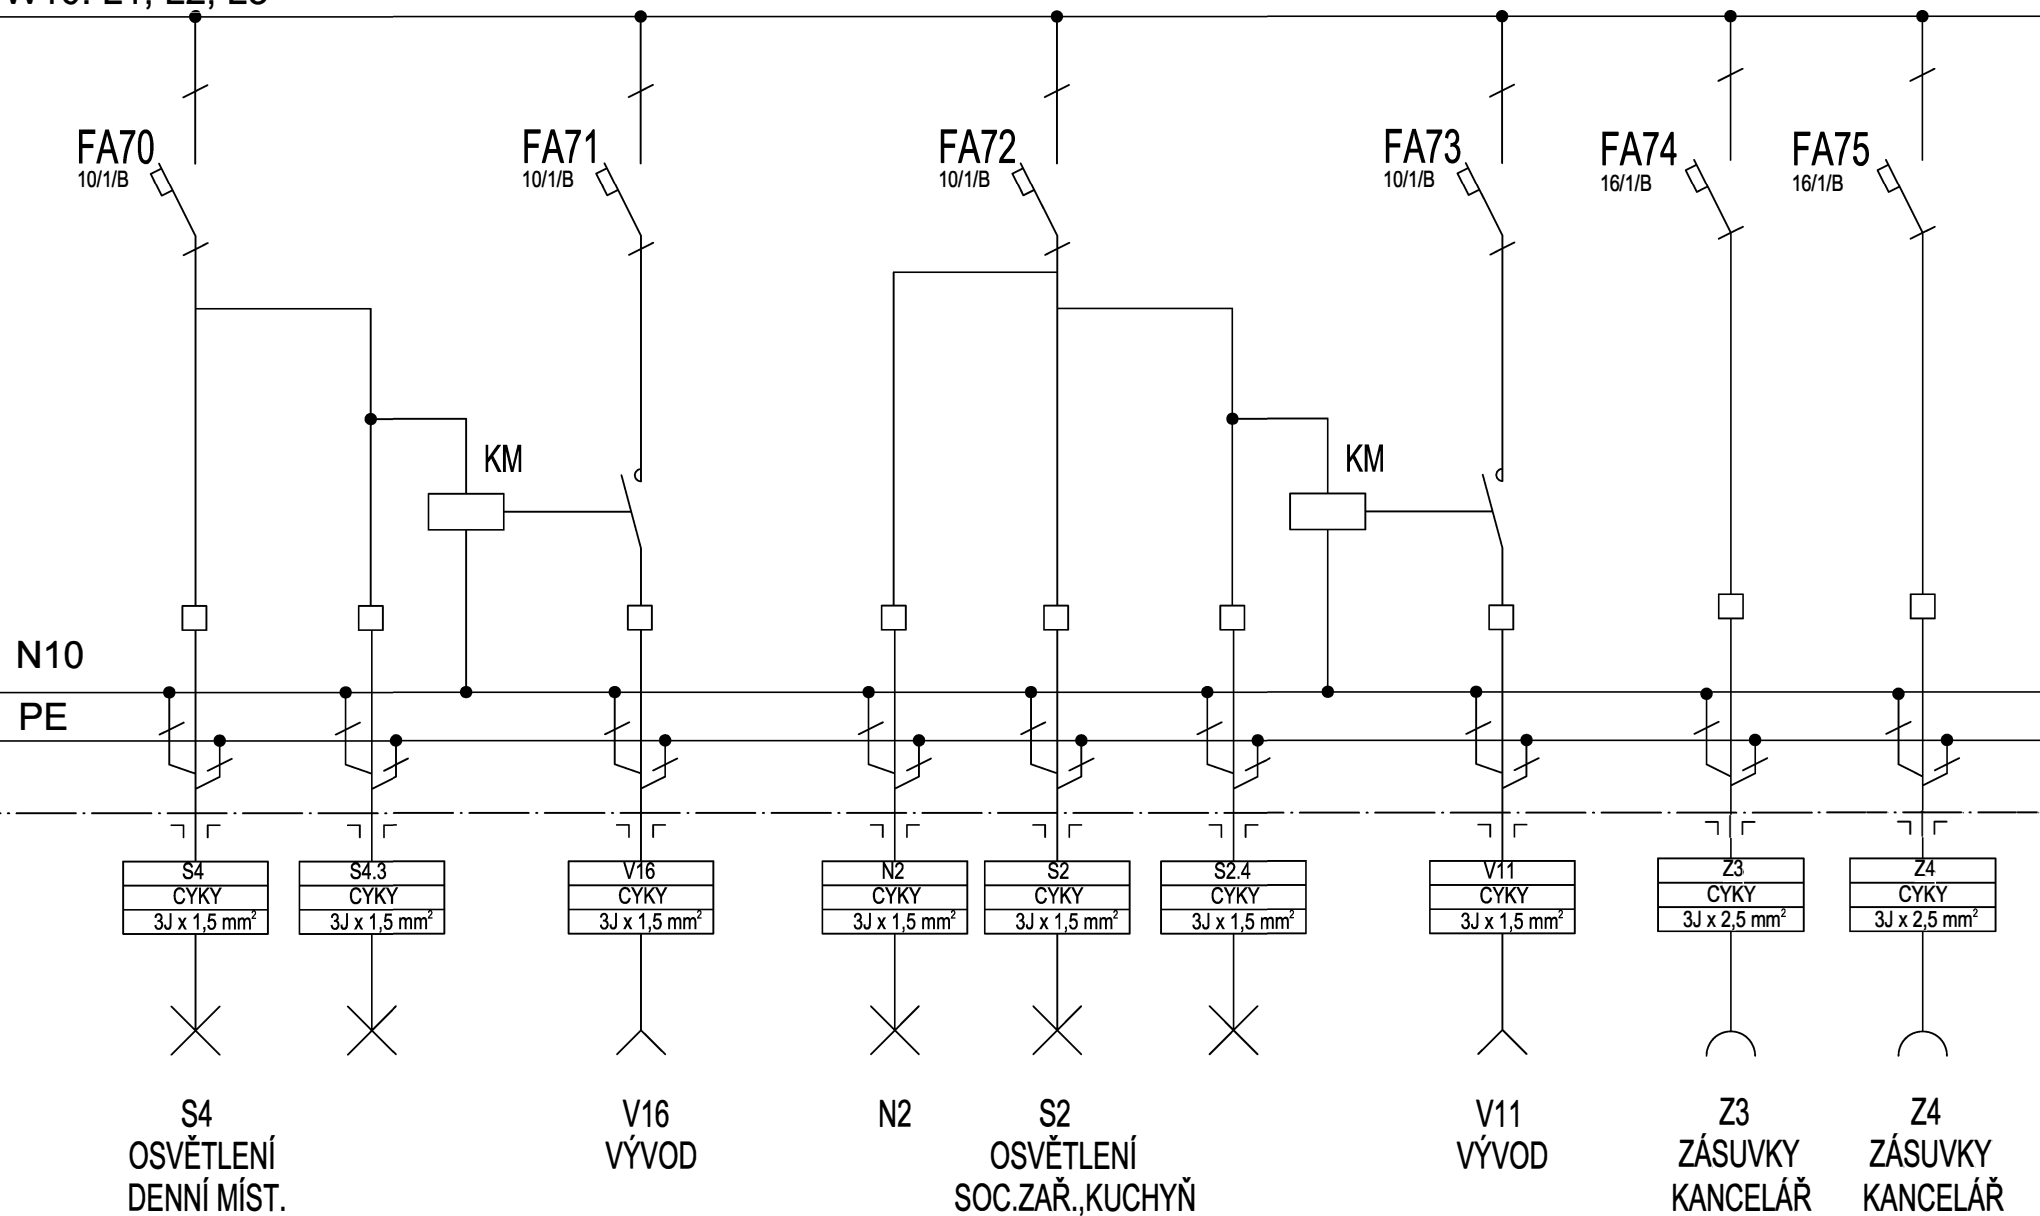 FA70
10/1/B
FA71
10/1/B
FA72
10/1/B
FA73
10/1/B
FA74
16/1/B
FA75
16/1/B
KM
KM
N10
PE
S4
CYKY
3J x 1,5 mm²
S4.3
CYKY
3J x 1,5 mm²
V16
CYKY
3J x 1,5 mm²
N2
CYKY
3J x 1,5 mm²
S2
CYKY
3J x 1,5 mm²
S2.4
CYKY
3J x 1,5 mm²
V11
CYKY
3J x 1,5 mm²
Z3
CYKY
3J x 2,5 mm²
Z4
CYKY
3J x 2,5 mm²
S4
OSVĚTLENÍ
DENNÍ MÍST.
V16
VÝVOD
N2
S2
OSVĚTLENÍ
SOC.ZAŘ.,KUCHYŇ
V11
VÝVOD
Z3
ZÁSUVKY
KANCELÁŘ
Z4
ZÁSUVKY
KANCELÁŘ